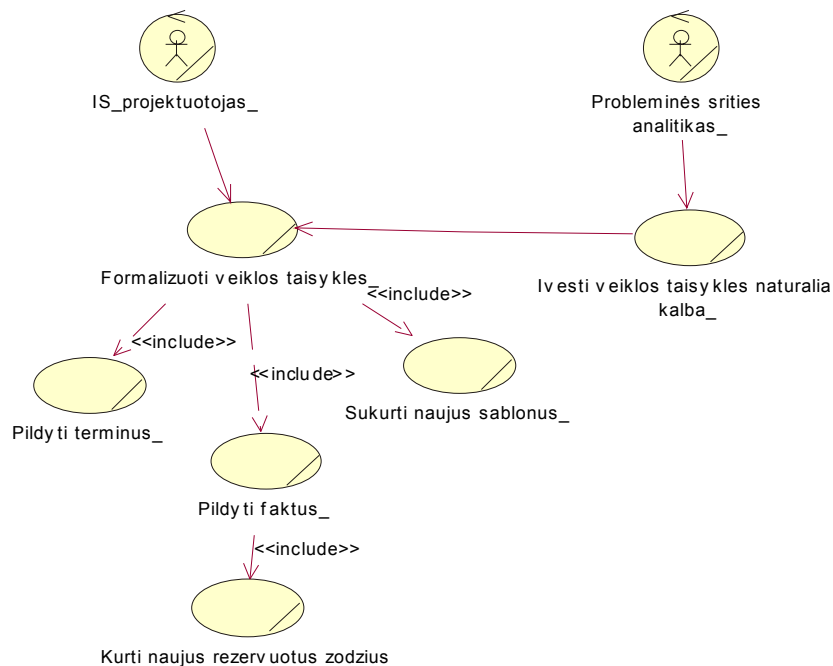 IS_projektuotojas_
Probleminės srities
analitikas_
Formalizuoti veiklos taisykles_
Ivesti veiklos taisykles naturalia
kalba_
<<include>>
<<include>>
<<include>>
Pildyti terminus_
Sukurti naujus sablonus_
Pildyti faktus_
<<include>>
Kurti naujus rezervuotus zodzius